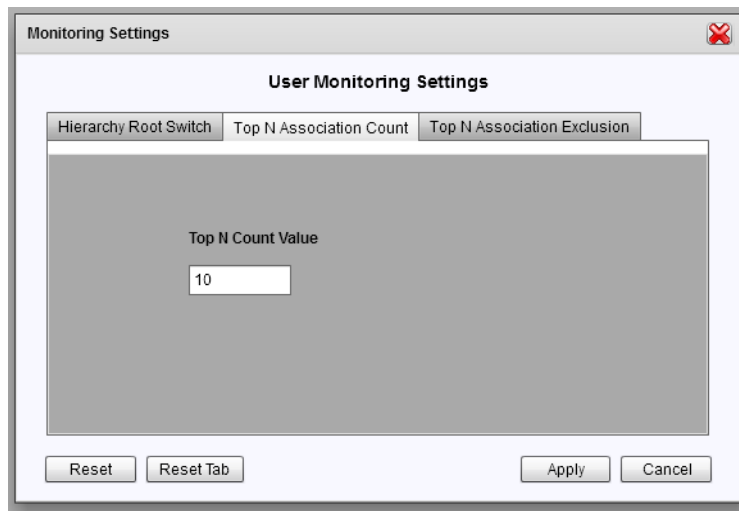 Monitoring Settings
User Monitoring Settings
Hierarchy Root Switch
Top N Association Count
Top N Association Exclusion
Top N Count Value
10
Reset
Reset Tab
Apply
Cancel